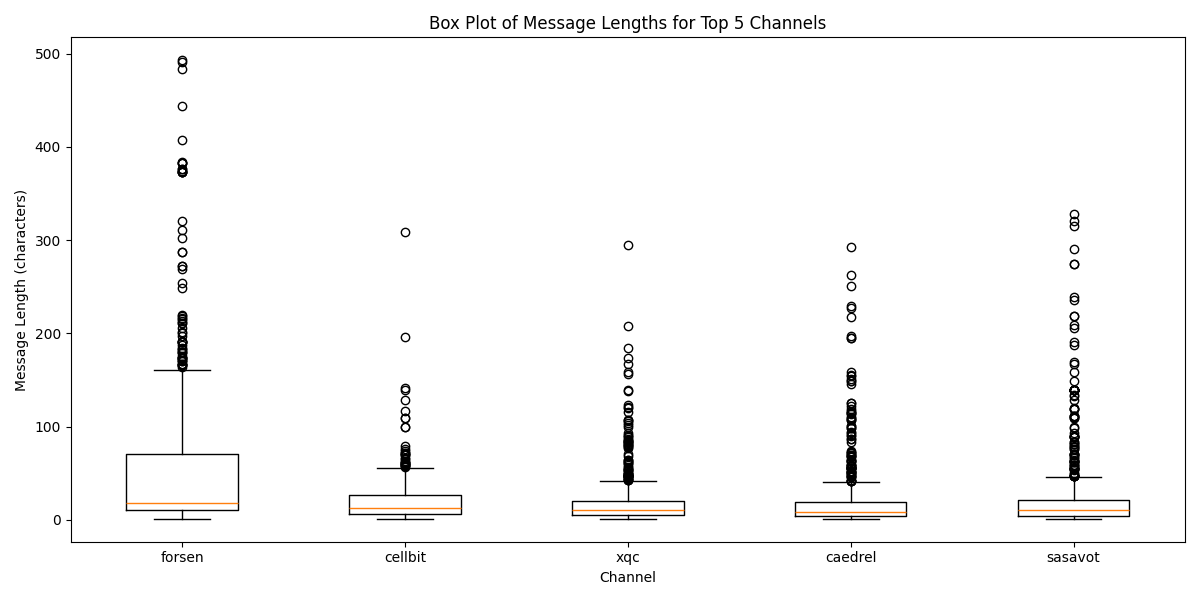 Box Plot of Message Lengths for Top 5 Channels
Message Length (characters)
500
400
300
200
100
0
forsen
cellbit
xqc
caedrel
sasavot
Channel